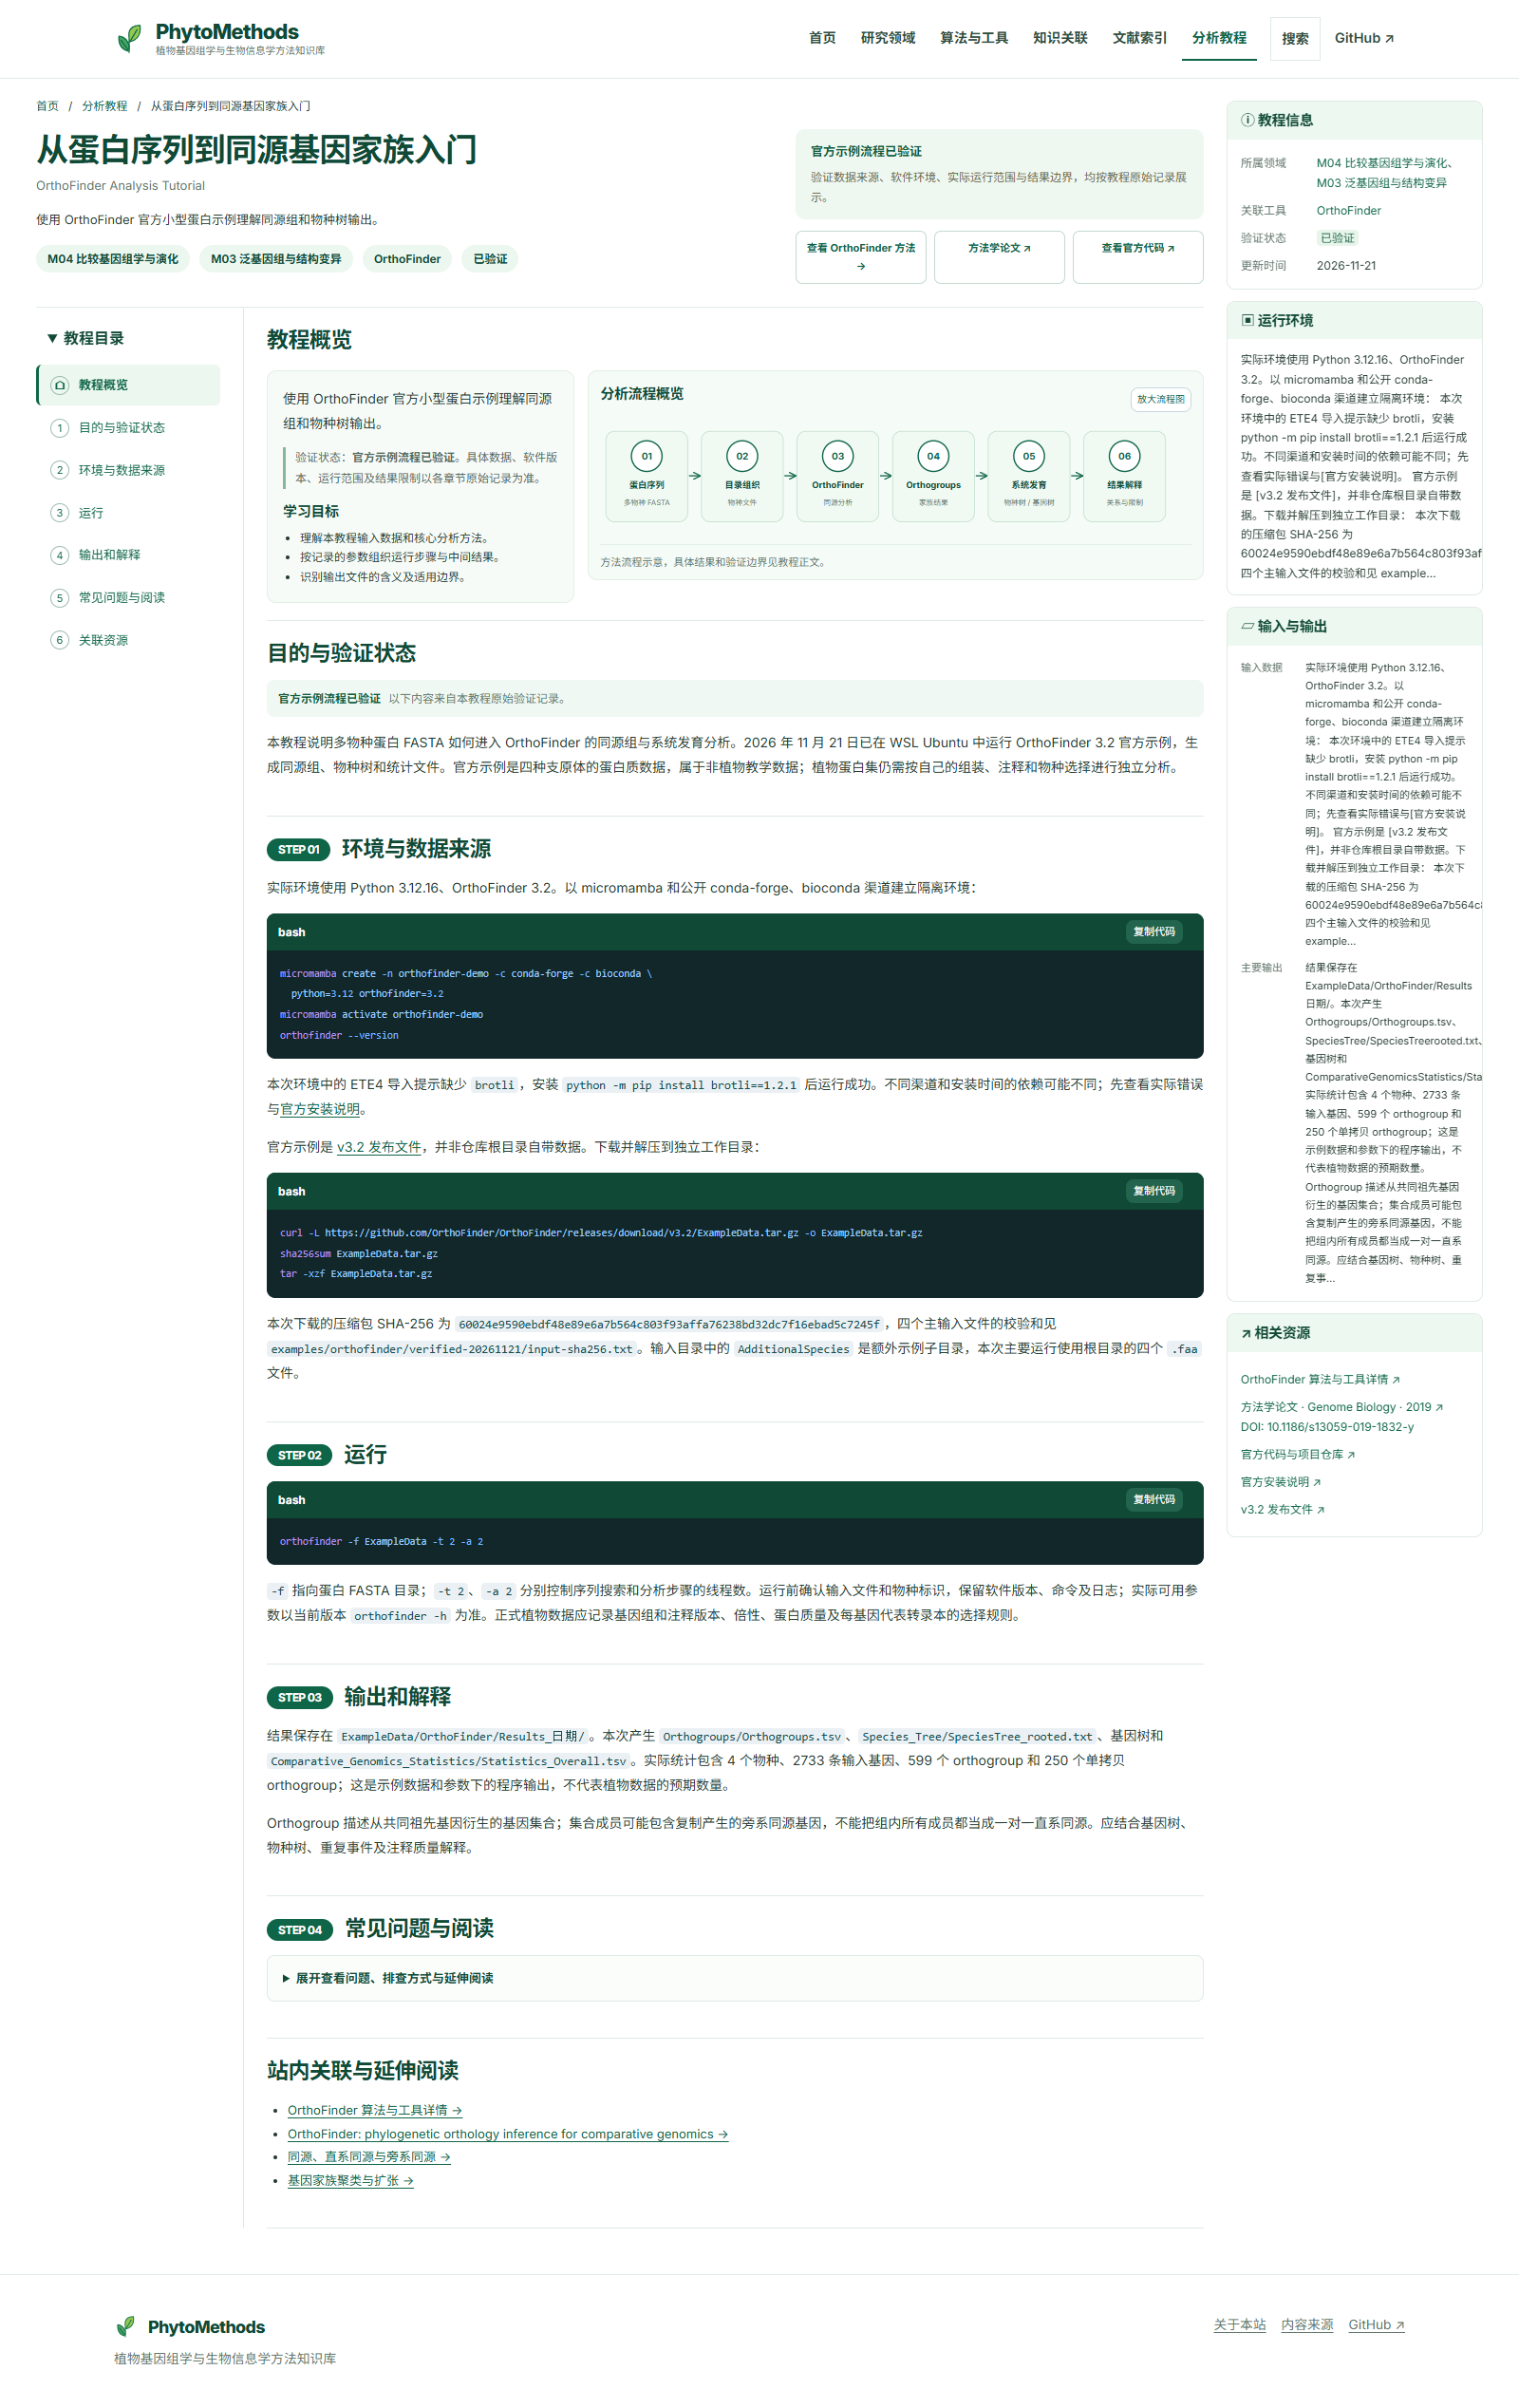 PhytoMethods
植物基因组学与生物信息学方法知识库
首页 研究领域 算法与工具 知识关联 文献索引 分析教程 搜索 GitHub ↗
首页 / 分析教程 / 从蛋白序列到同源基因家族入门
从蛋白序列到同源基因家族入门
OrthoFinder Analysis Tutorial
使用 OrthoFinder 官方小型蛋白示例理解同源组和物种树输出。
M04 比较基因组学与演化 M03 泛基因组与结构变异 OrthoFinder 已验证
官方示例流程已验证
验证数据来源、软件环境、实际运行范围与结果边界，均按教程原始记录展
示。
查看 OrthoFinder 方法
→
方法学论文 ↗
查看官方代码 ↗
▼ 教程目录
教程概览
1 目的与验证状态
2 环境与数据来源
3 运行
4 输出和解释
5 常见问题与阅读
6 关联资源
教程概览
使用 OrthoFinder 官方小型蛋白示例理解同源
组和物种树输出。
验证状态：官方示例流程已验证。具体数据、软件版
本、运行范围及结果限制以各章节原始记录为准。
学习目标
• 理解本教程输入数据和核心分析方法。
• 按记录的参数组织运行步骤与中间结果。
• 识别输出文件的含义及适用边界。
分析流程概览
放大流程图
01 → 02 → 03 → 04 → 05 → 06
蛋白序列 目录组织 OrthoFinder Orthogroups 系统发育 结果解释
多物种 FASTA 物种文件 同源分析 家族结果 物种树 / 基因树 关系与限制
方法流程示意，具体结果和验证边界见教程正文。
目的与验证状态
官方示例流程已验证 以下内容来自本教程原始验证记录。
本教程说明多物种蛋白 FASTA 如何进入 OrthoFinder 的同源组与系统发育分析。2026 年 11 月 21 日已在 WSL Ubuntu 中运行 OrthoFinder 3.2 官方示例，生
成同源组、物种树和统计文件。官方示例是四种支原体的蛋白质数据，属于非植物教学数据；植物蛋白集仍需按自己的组装、注释和物种选择进行独立分析。
STEP 01 环境与数据来源
实际环境使用 Python 3.12.16、OrthoFinder 3.2。以 micromamba 和公开 conda-forge、bioconda 渠道建立隔离环境：
bash 复制代码
micromamba create -n orthofinder-demo -c conda-forge -c bioconda \
python=3.12 orthofinder=3.2
micromamba activate orthofinder-demo
orthofinder --version
本次环境中的 ETE4 导入提示缺少 brotli，安装 python -m pip install brotli==1.2.1 后运行成功。不同渠道和安装时间的依赖可能不同；先查看实际错误
与官方安装说明。
官方示例是 v3.2 发布文件，并非仓库根目录自带数据。下载并解压到独立工作目录：
bash 复制代码
curl -L https://github.com/OrthoFinder/OrthoFinder/releases/download/v3.2/ExampleData.tar.gz -o ExampleData.tar.gz
sha256sum ExampleData.tar.gz
tar -xzf ExampleData.tar.gz
本次下载的压缩包 SHA-256 为 60024e9590ebdf48e89e6a7b564c803f93affa76238bd32dc7f16ebad5c7245f，四个主输入文件的校验和见
examples/orthofinder/verified-20261121/input-sha256.txt。输入目录中的 AdditionalSpecies 是额外示例子目录，本次主要运行使用根目录的四个 .faa
文件。
STEP 02 运行
bash 复制代码
orthofinder -f ExampleData -t 2 -a 2
-f 指向蛋白 FASTA 目录；-t 2、-a 2 分别控制序列搜索和分析步骤的线程数。运行前确认输入文件和物种标识，保留软件版本、命令及日志；实际可用参
数以当前版本 orthofinder -h 为准。正式植物数据应记录基因组和注释版本、倍性、蛋白质量及每基因代表转录本的选择规则。
STEP 03 输出和解释
结果保存在 ExampleData/OrthoFinder/Results_日期/。本次产生 Orthogroups/Orthogroups.tsv、Species_Tree/SpeciesTree_rooted.txt、基因树和
Comparative_Genomics_Statistics/Statistics_Overall.tsv。实际统计包含 4 个物种、2733 条输入基因、599 个 orthogroup 和 250 个单拷贝
orthogroup；这是示例数据和参数下的程序输出，不代表植物数据的预期数量。
Orthogroup 描述从共同祖先基因衍生的基因集合；集合成员可能包含复制产生的旁系同源基因，不能把组内所有成员都当成一对一直系同源。应结合基因树、
物种树、重复事件及注释质量解释。
STEP 04 常见问题与阅读
▶ 展开查看问题、排查方式与延伸阅读
站内关联与延伸阅读
• OrthoFinder 算法与工具详情 →
• OrthoFinder: phylogenetic orthology inference for comparative genomics →
• 同源、直系同源与旁系同源 →
• 基因家族聚类与扩张 →
教程信息
所属领域 M04 比较基因组学与演化、
M03 泛基因组与结构变异
关联工具 OrthoFinder
验证状态 已验证
更新时间 2026-11-21
运行环境
实际环境使用 Python 3.12.16、OrthoFinder
3.2。以 micromamba 和公开 conda-
forge、bioconda 渠道建立隔离环境： 本次
环境中的 ETE4 导入提示缺少 brotli，安装
python -m pip install brotli==1.2.1 后运行成
功。不同渠道和安装时间的依赖可能不同；先
查看实际错误与[官方安装说明]。 官方示例
是 [v3.2 发布文件]，并非仓库根目录自带数
据。下载并解压到独立工作目录： 本次下载
的压缩包 SHA-256 为
60024e9590ebdf48e89e6a7b564c803f93af
四个主输入文件的校验和见 example…
输入与输出
输入数据 实际环境使用 Python 3.12.16、
OrthoFinder 3.2。以
micromamba 和公开 conda-
forge、bioconda 渠道建立隔离环
境： 本次环境中的 ETE4 导入提示
缺少 brotli，安装 python -m pip
install brotli==1.2.1 后运行成功。
不同渠道和安装时间的依赖可能不
同；先查看实际错误与[官方安装说
明]。 官方示例是 [v3.2 发布文
件]，并非仓库根目录自带数据。下
载并解压到独立工作目录： 本次下
载的压缩包 SHA-256 为
60024e9590ebdf48e89e6a7b564c8
四个主输入文件的校验和见
example…
主要输出 结果保存在
ExampleData/OrthoFinder/Results
日期/。本次产生
Orthogroups/Orthogroups.tsv、
SpeciesTree/SpeciesTreerooted.txt、
基因树和
ComparativeGenomicsStatistics/Sta
实际统计包含 4 个物种、2733 条
输入基因、599 个 orthogroup 和
250 个单拷贝 orthogroup；这是
示例数据和参数下的程序输出，不
代表植物数据的预期数量。
Orthogroup 描述从共同祖先基因
衍生的基因集合；集合成员可能包
含复制产生的旁系同源基因，不能
把组内所有成员都当成一对一直系
同源。应结合基因树、物种树、重
复事…
↗ 相关资源
OrthoFinder 算法与工具详情 ↗
方法学论文 · Genome Biology · 2019 ↗
DOI: 10.1186/s13059-019-1832-y
官方代码与项目仓库 ↗
官方安装说明 ↗
v3.2 发布文件 ↗
PhytoMethods
植物基因组学与生物信息学方法知识库
关于本站 内容来源 GitHub ↗